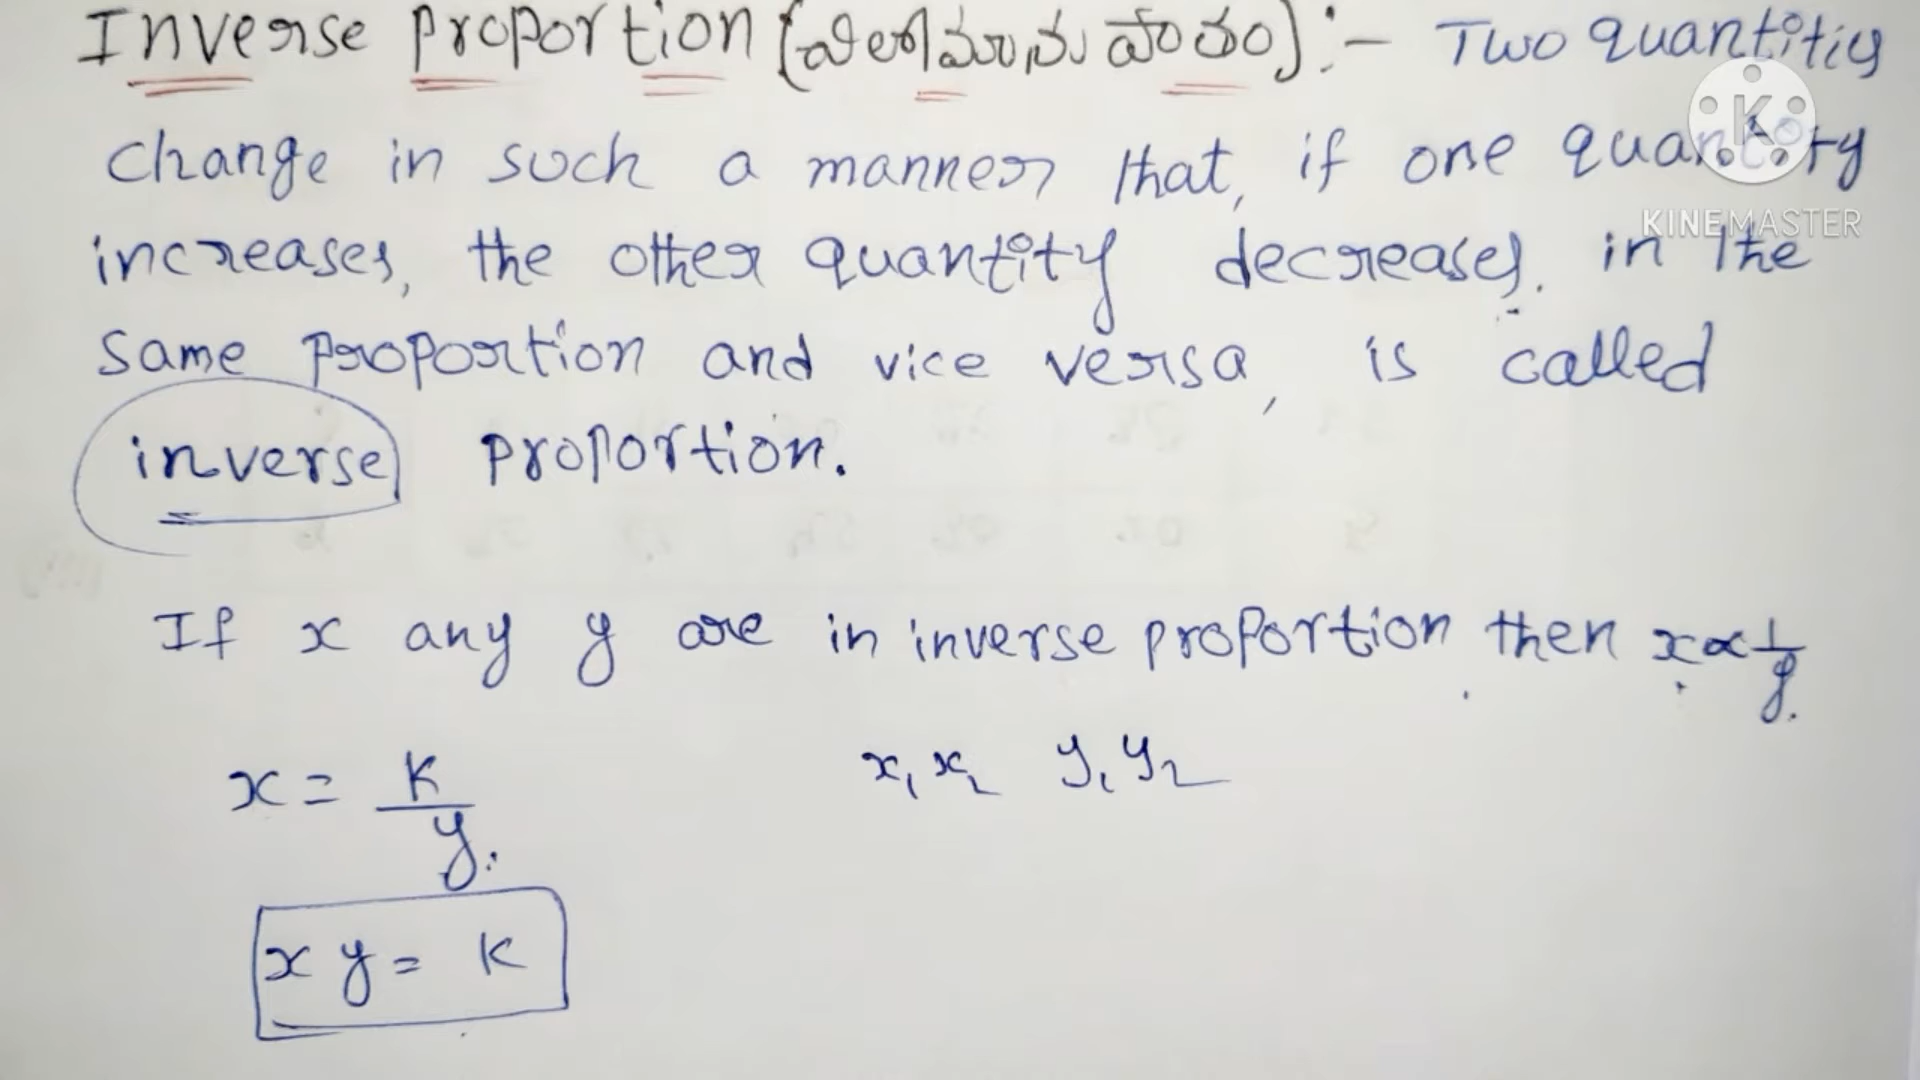 Inverse proportion (విలోమానుపాతం) :- Two quantitiy
change in such a manner that, if one quantity
K
KINEMASTER
increases, the other quantity decreases. in the
same proportion and vice versa, is called
inverse proportion.
If x any y are in inverse proportion then x∝1/y.
x = K/y. x₁ x₂ y₁ y₂
x y = K